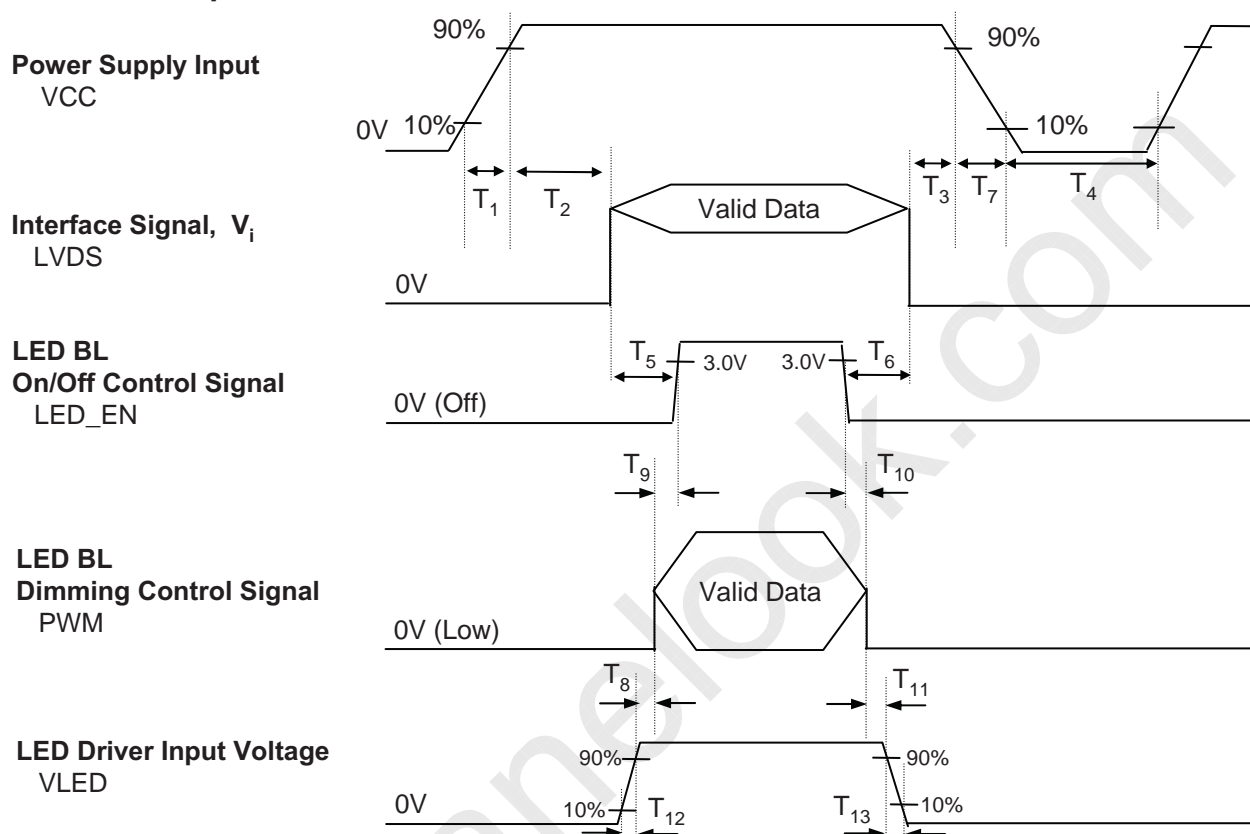 90%
90%
Power Supply Input
VCC
0V 10%
10%
T1
T2
T3
T7
T4
Interface Signal, Vi
LVDS
Valid Data
0V
LED BL
On/Off Control Signal
LED_EN
T5
3.0V
3.0V
T6
0V (Off)
T9
T10
LED BL
Dimming Control Signal
PWM
Valid Data
0V (Low)
T8
T11
LED Driver Input Voltage
VLED
90%
90%
0V
10%
T12
T13
10%
anelook.com